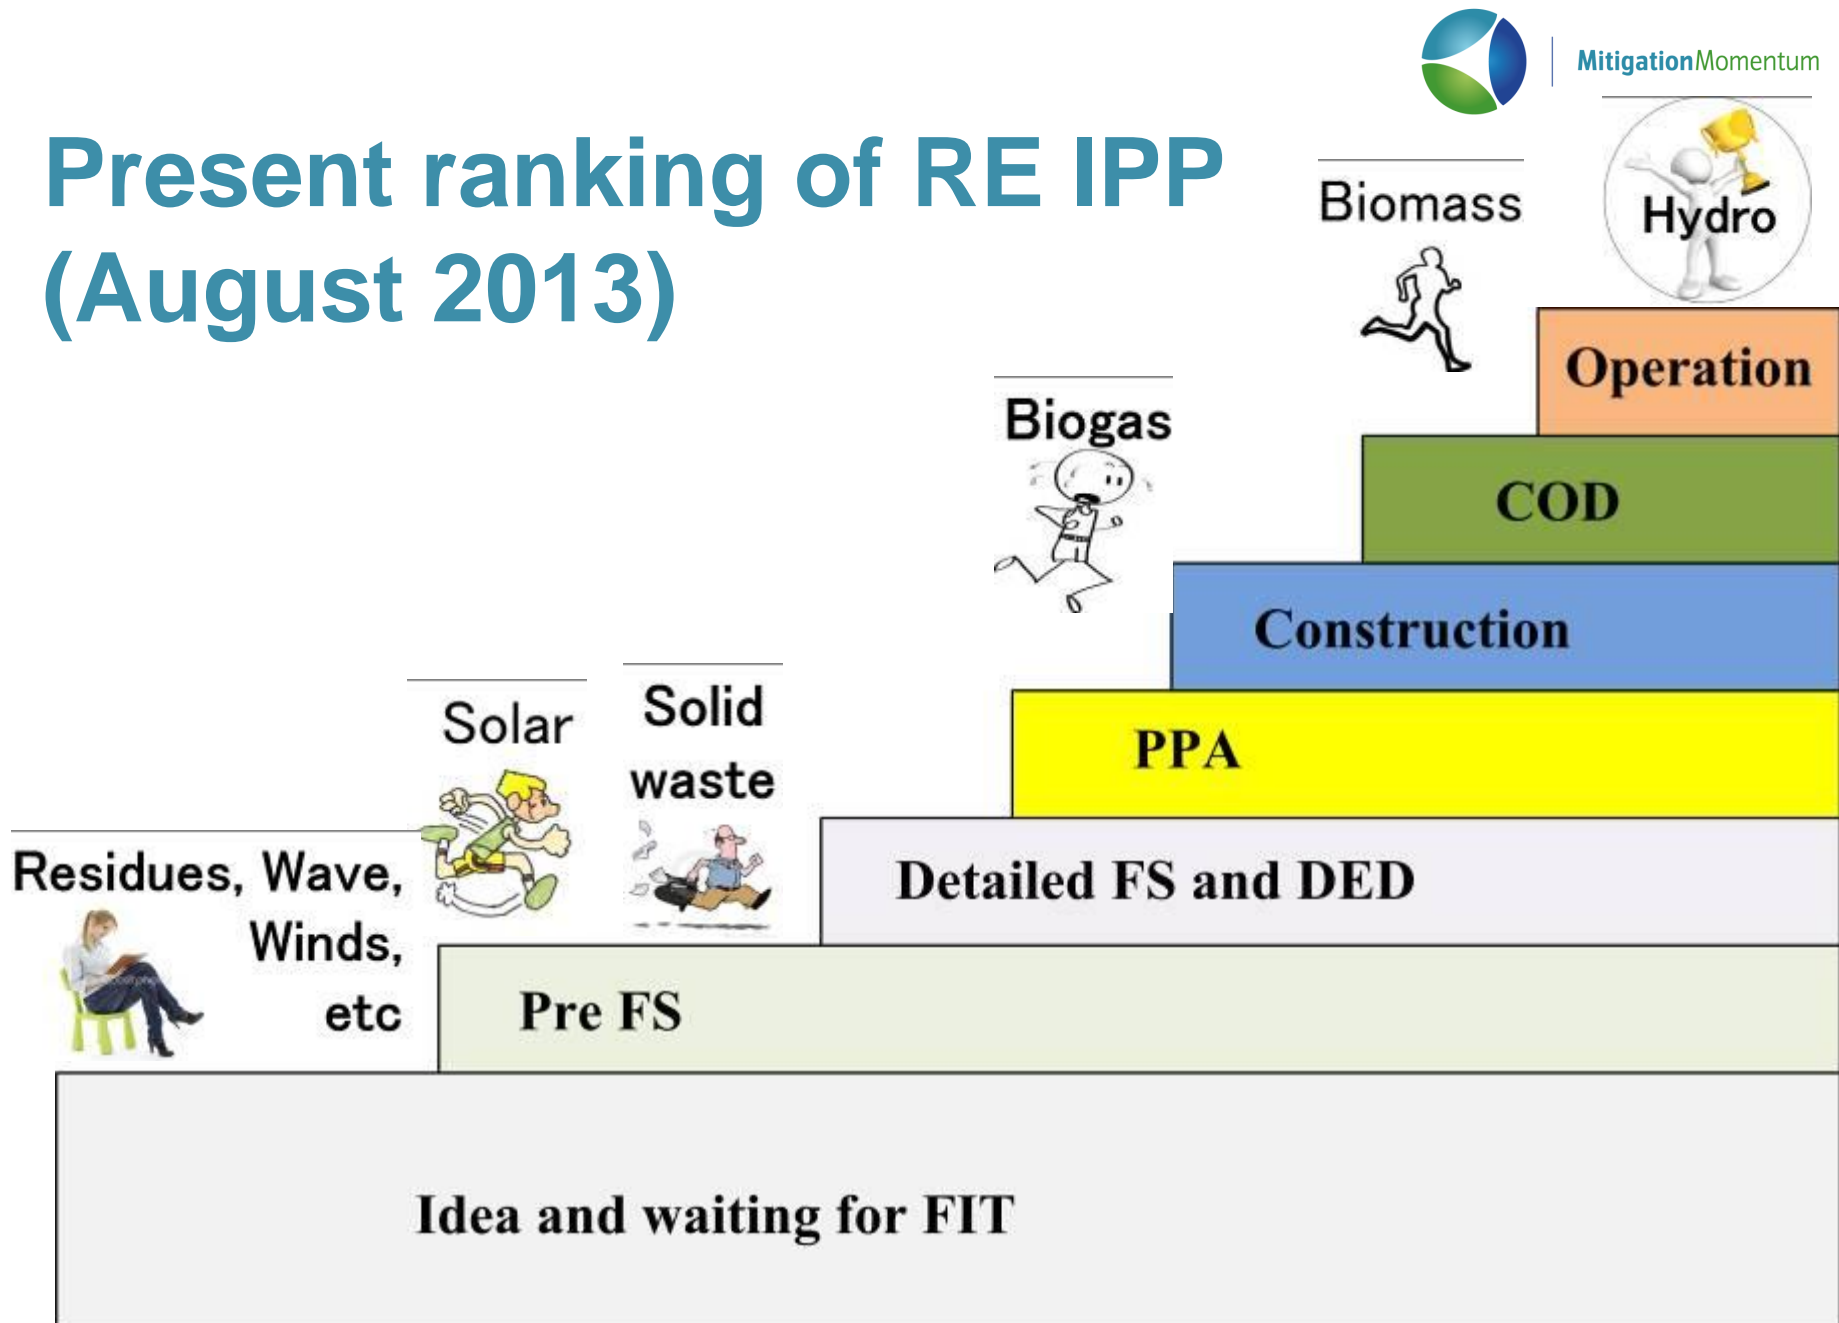 MitigationMomentum
Present ranking of RE IPP
(August 2013)
Hydro
Biomass
Operation
Biogas
COD
Construction
Solar
Solid
waste
PPA
Residues, Wave,
Winds,
etc
Detailed FS and DED
Pre FS
Idea and waiting for FIT